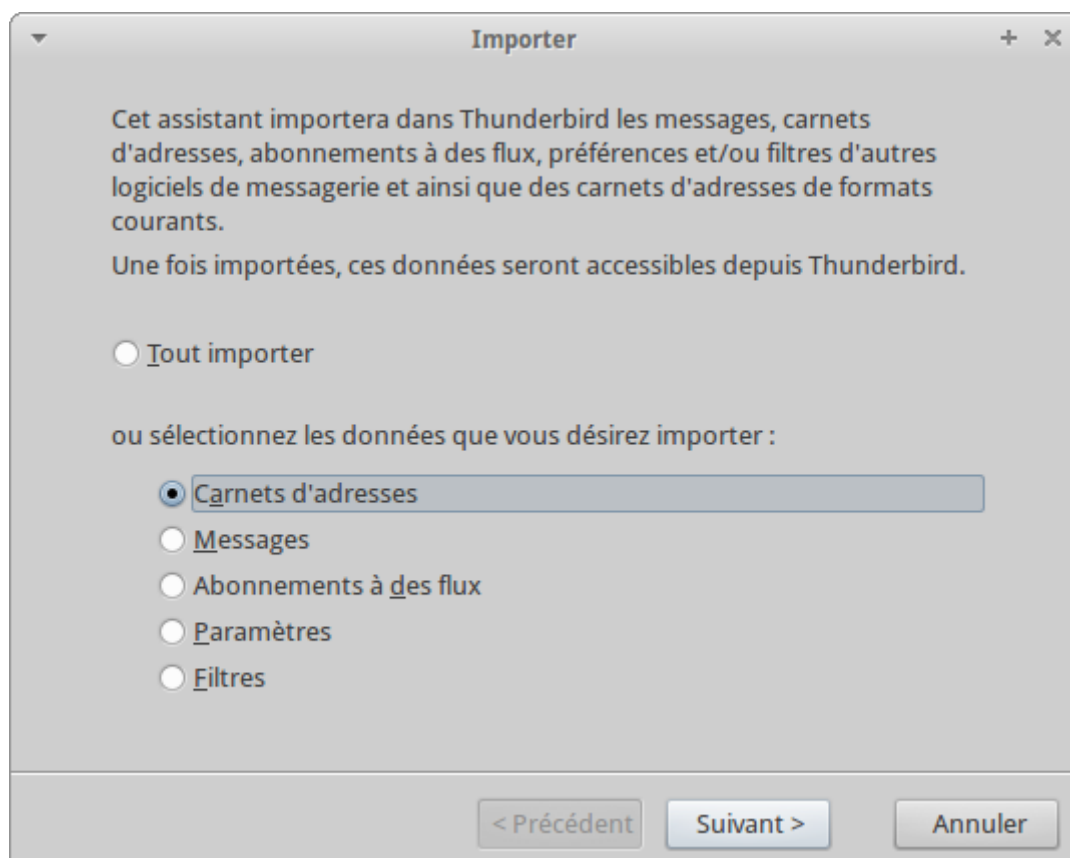 Importer
Cet assistant importera dans Thunderbird les messages, carnets
d'adresses, abonnements à des flux, préférences et/ou filtres d'autres
logiciels de messagerie et ainsi que des carnets d'adresses de formats
courants.
Une fois importées, ces données seront accessibles depuis Thunderbird.
Tout importer
ou sélectionnez les données que vous désirez importer :
Carnets d'adresses
Messages
Abonnements à des flux
Paramètres
Filtres
< Précédent Suivant > Annuler